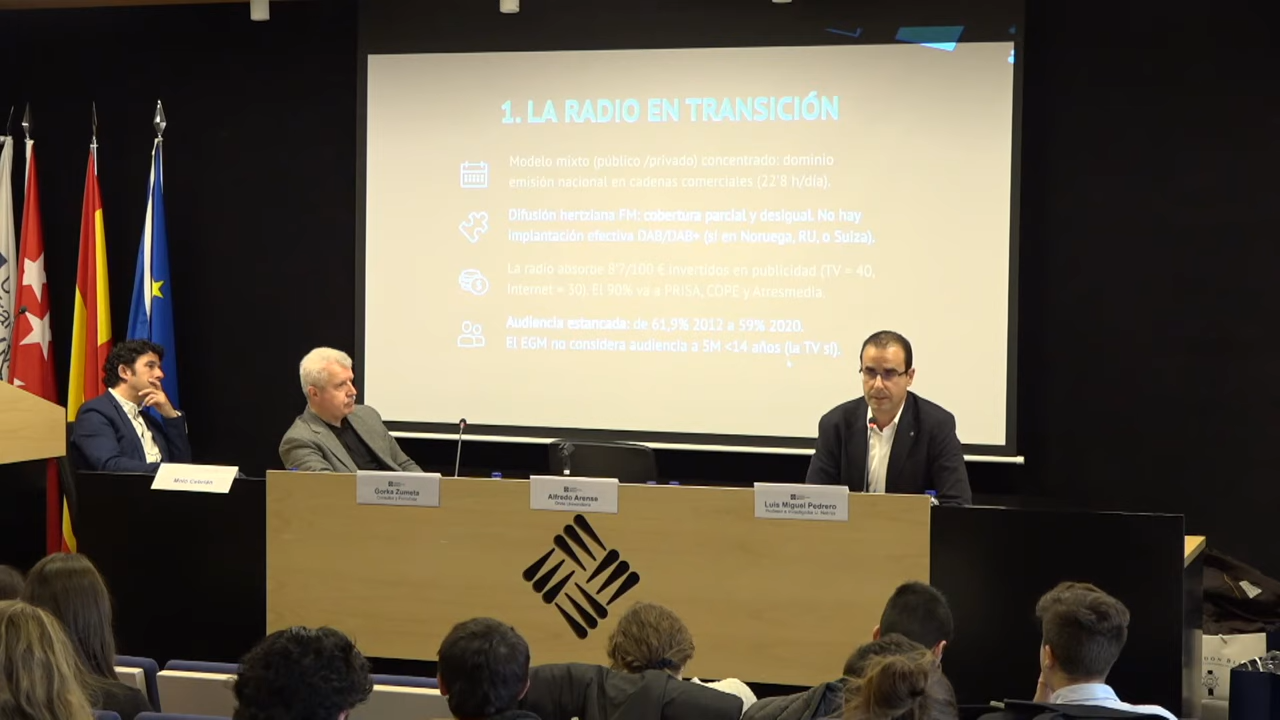 1. LA RADIO EN TRANSICIÓN
Modelo mixto (público /privado) concentrado: dominio
emisión nacional en cadenas comerciales (22'8 h/día).
Difusión hertziana FM: cobertura parcial y desigual. No hay
implantación efectiva DAB/DAB+ (sí en Noruega, RU, o Suiza).
La radio absorbe 8'7/100 € invertidos en publicidad (TV = 40,
Internet = 30). El 90% va a PRISA, COPE y Atresmedia.
Audiencia estancada: de 61,9% 2012 a 59% 2020.
El EGM no considera audiencia a 5M <14 años (la TV sí).
Gorka Zumeta
Alfredo Arense
Luis Miguel Pedrero